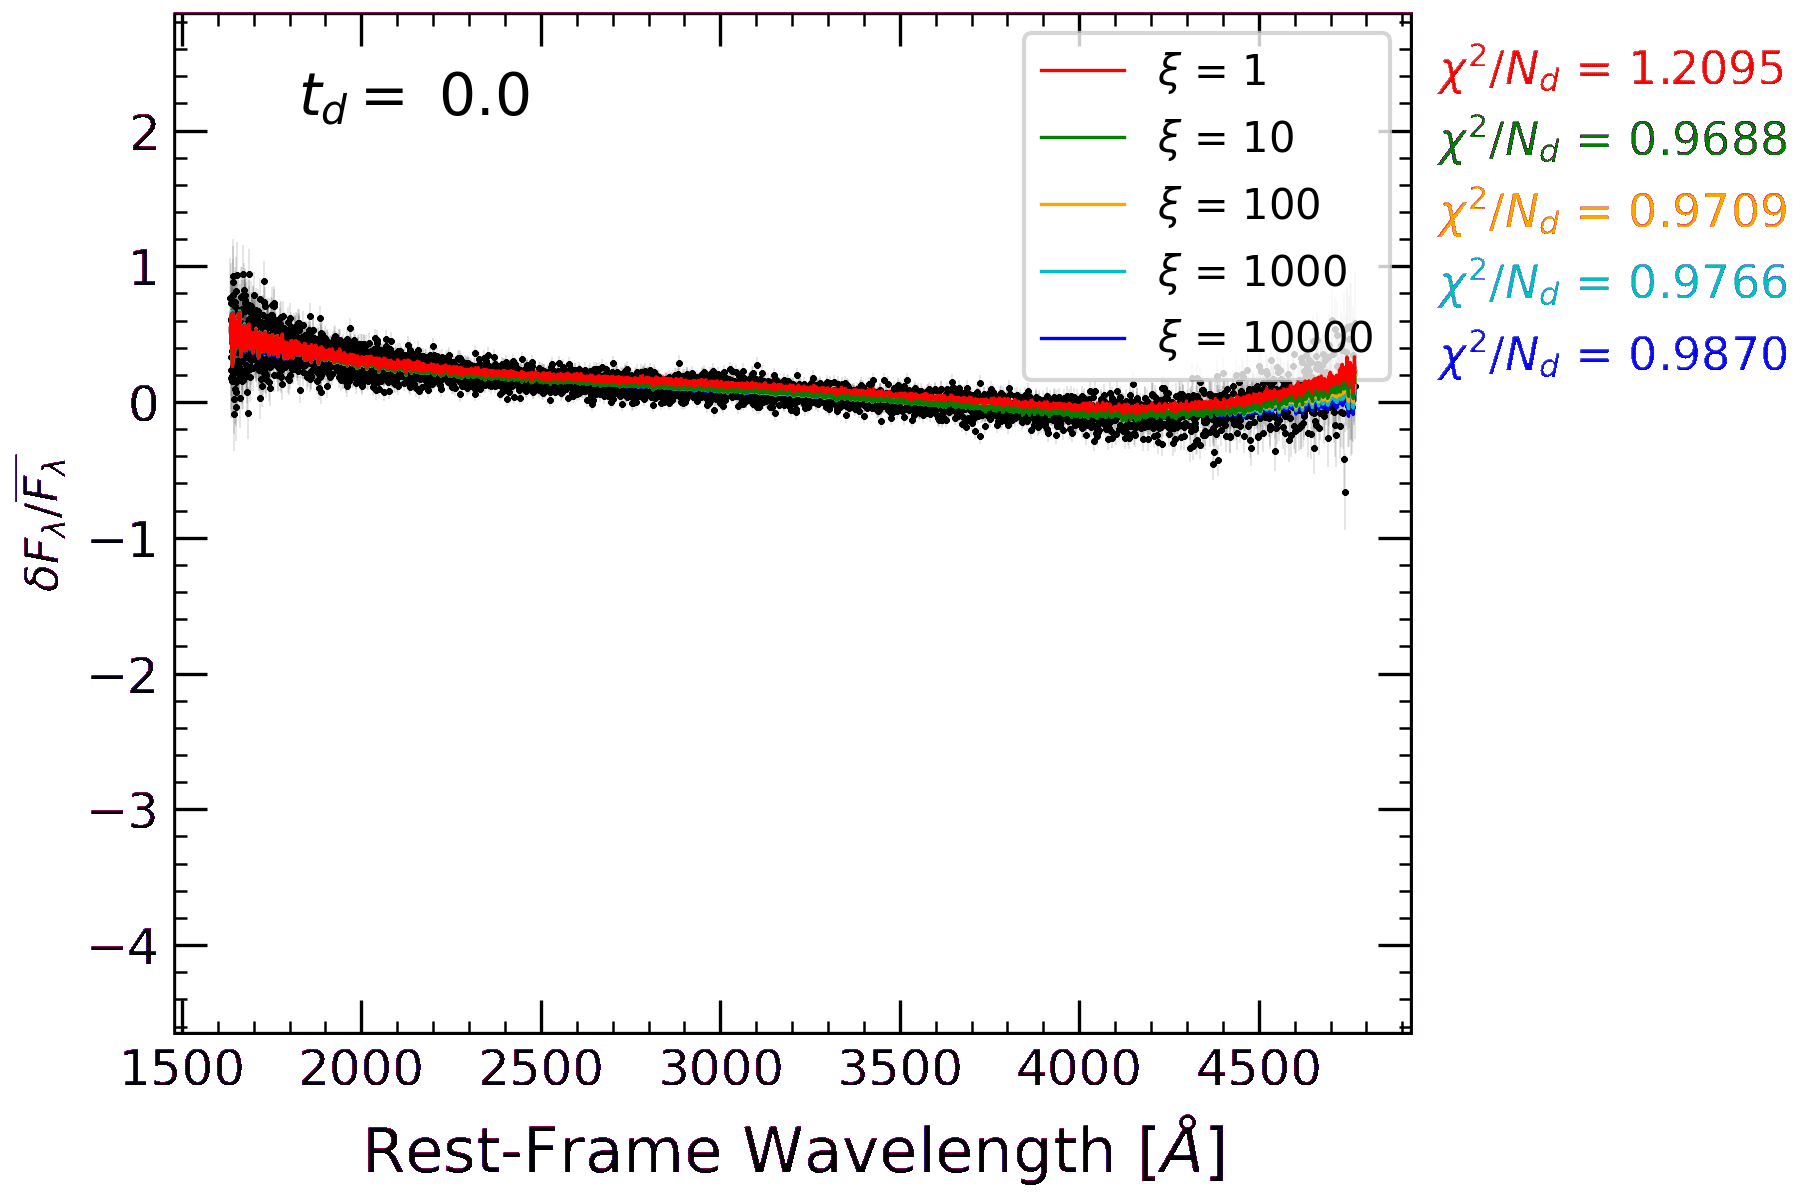 t_d = 0.0
ξ = 1
ξ = 10
ξ = 100
ξ = 1000
ξ = 10000
χ²/N_d = 1.2095
χ²/N_d = 0.9688
χ²/N_d = 0.9709
χ²/N_d = 0.9766
χ²/N_d = 0.9870
2
1
0
−1
−2
−3
−4
δF_λ/F̅_λ
1500 2000 2500 3000 3500 4000 4500
Rest-Frame Wavelength [Å]